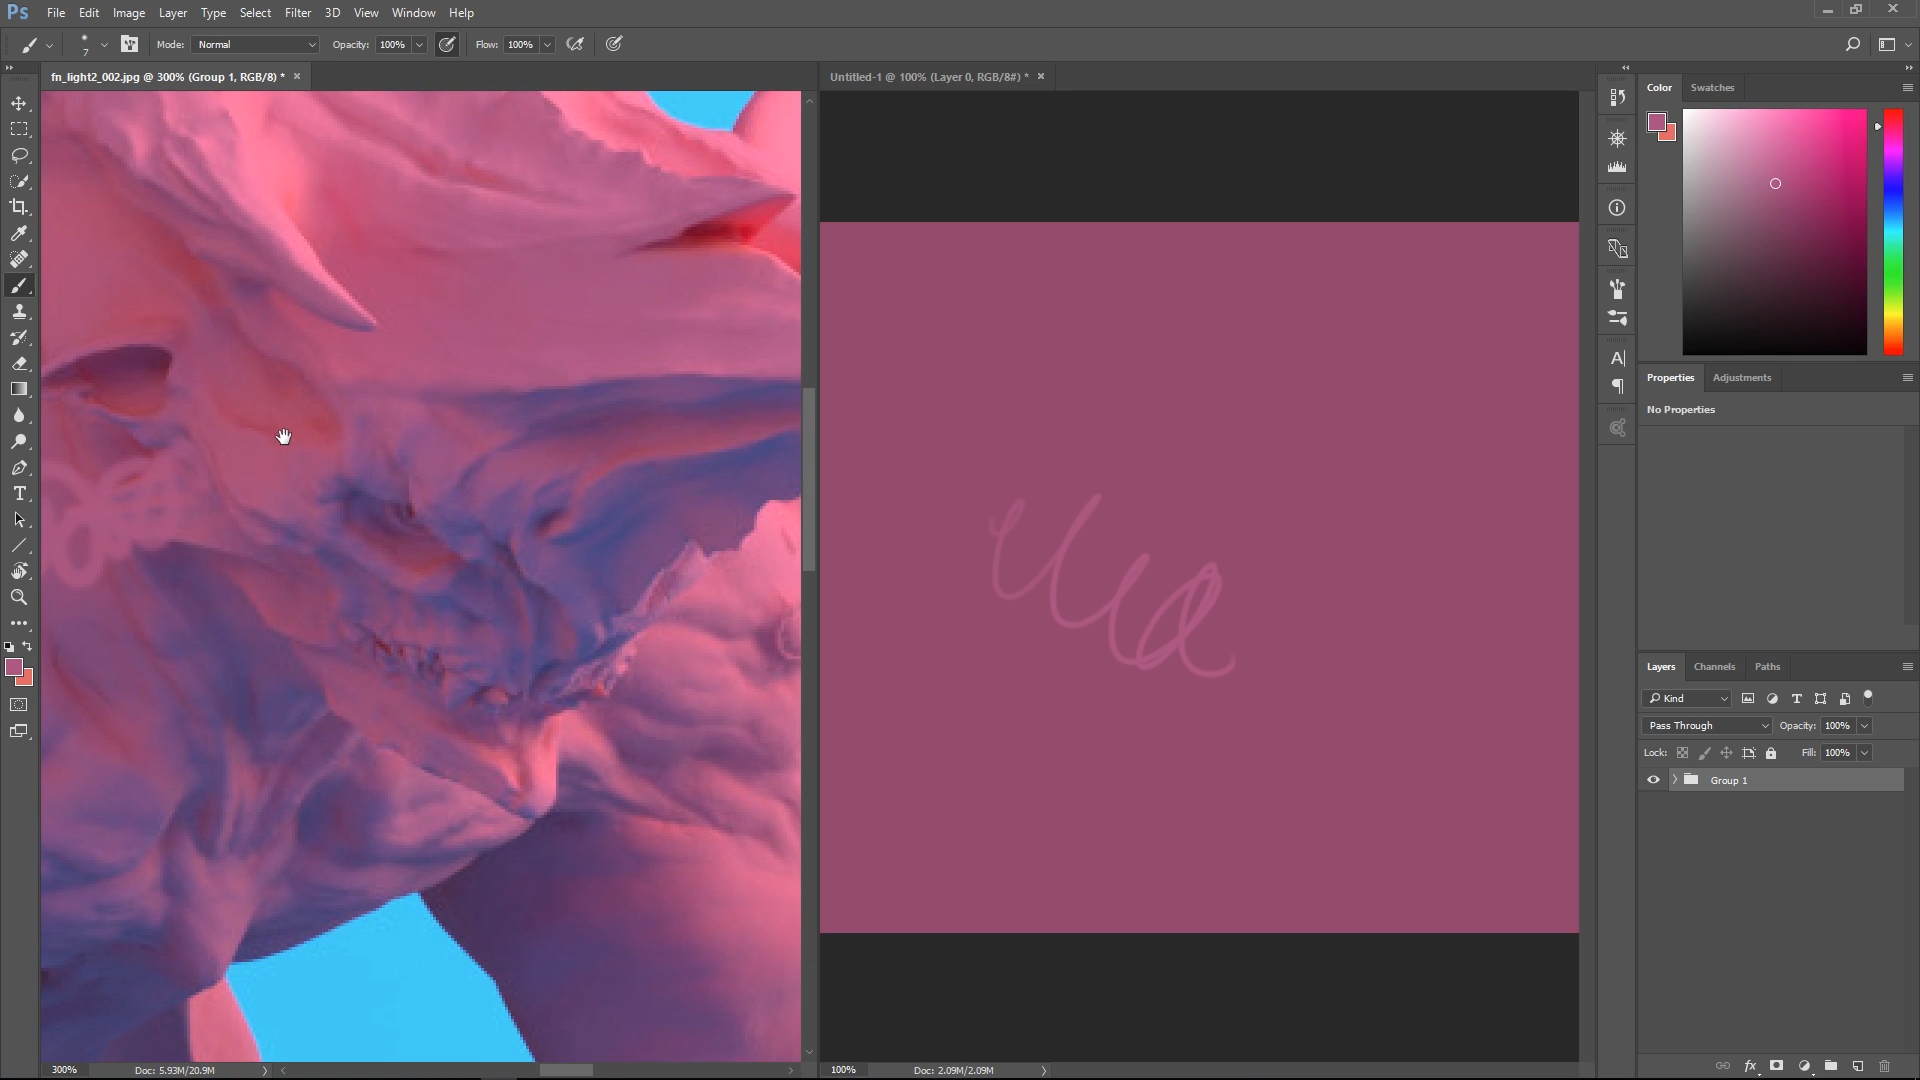 Ps File Edit Image Layer Type Select Filter 3D View Window Help
7 Mode: Normal Opacity: 100% Flow: 100%
fn_light2_002.jpg @ 300% (Group 1, RGB/8) * ×
Untitled-1 @ 100% (Layer 0, RGB/8#) * ×
Color Swatches
Properties Adjustments
No Properties
Layers Channels Paths
Kind
Pass Through Opacity: 100%
Lock: Fill: 100%
Group 1
300% Doc: 5.93M/20.9M
100% Doc: 2.09M/2.09M